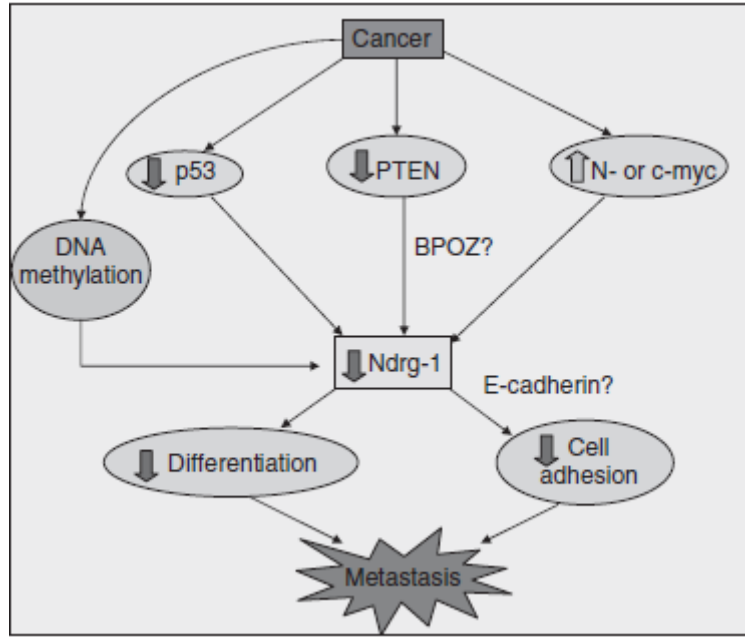 Cancer
p53
PTEN
N- or c-myc
DNA
methylation
BPOZ?
Ndrg-1
E-cadherin?
Differentiation
Cell
adhesion
Metastasis